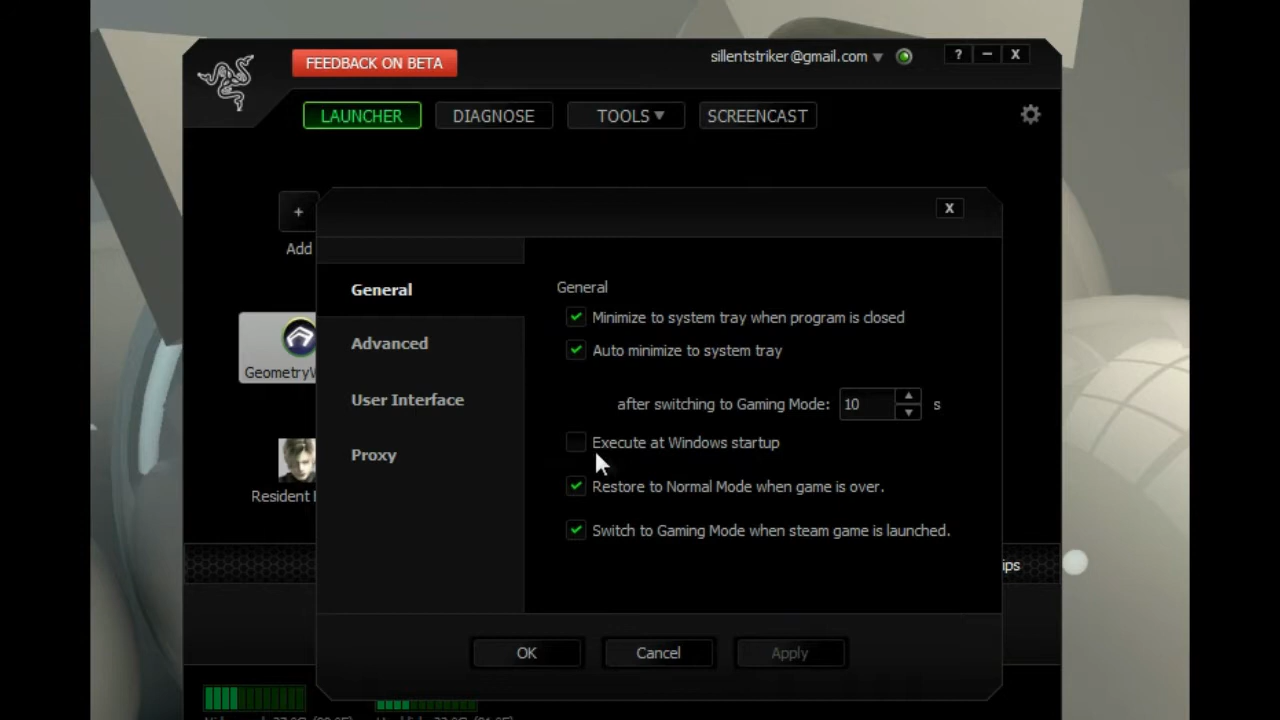 FEEDBACK ON BETA
sillentstriker@gmail.com
?
X
LAUNCHER
DIAGNOSE
TOOLS
SCREENCAST
+
Add
X
General
Advanced
User Interface
Proxy
General
Minimize to system tray when program is closed
Auto minimize to system tray
after switching to Gaming Mode: 10 s
Execute at Windows startup
Restore to Normal Mode when game is over.
Switch to Gaming Mode when steam game is launched.
GeometryW
Resident
ips
OK
Cancel
Apply